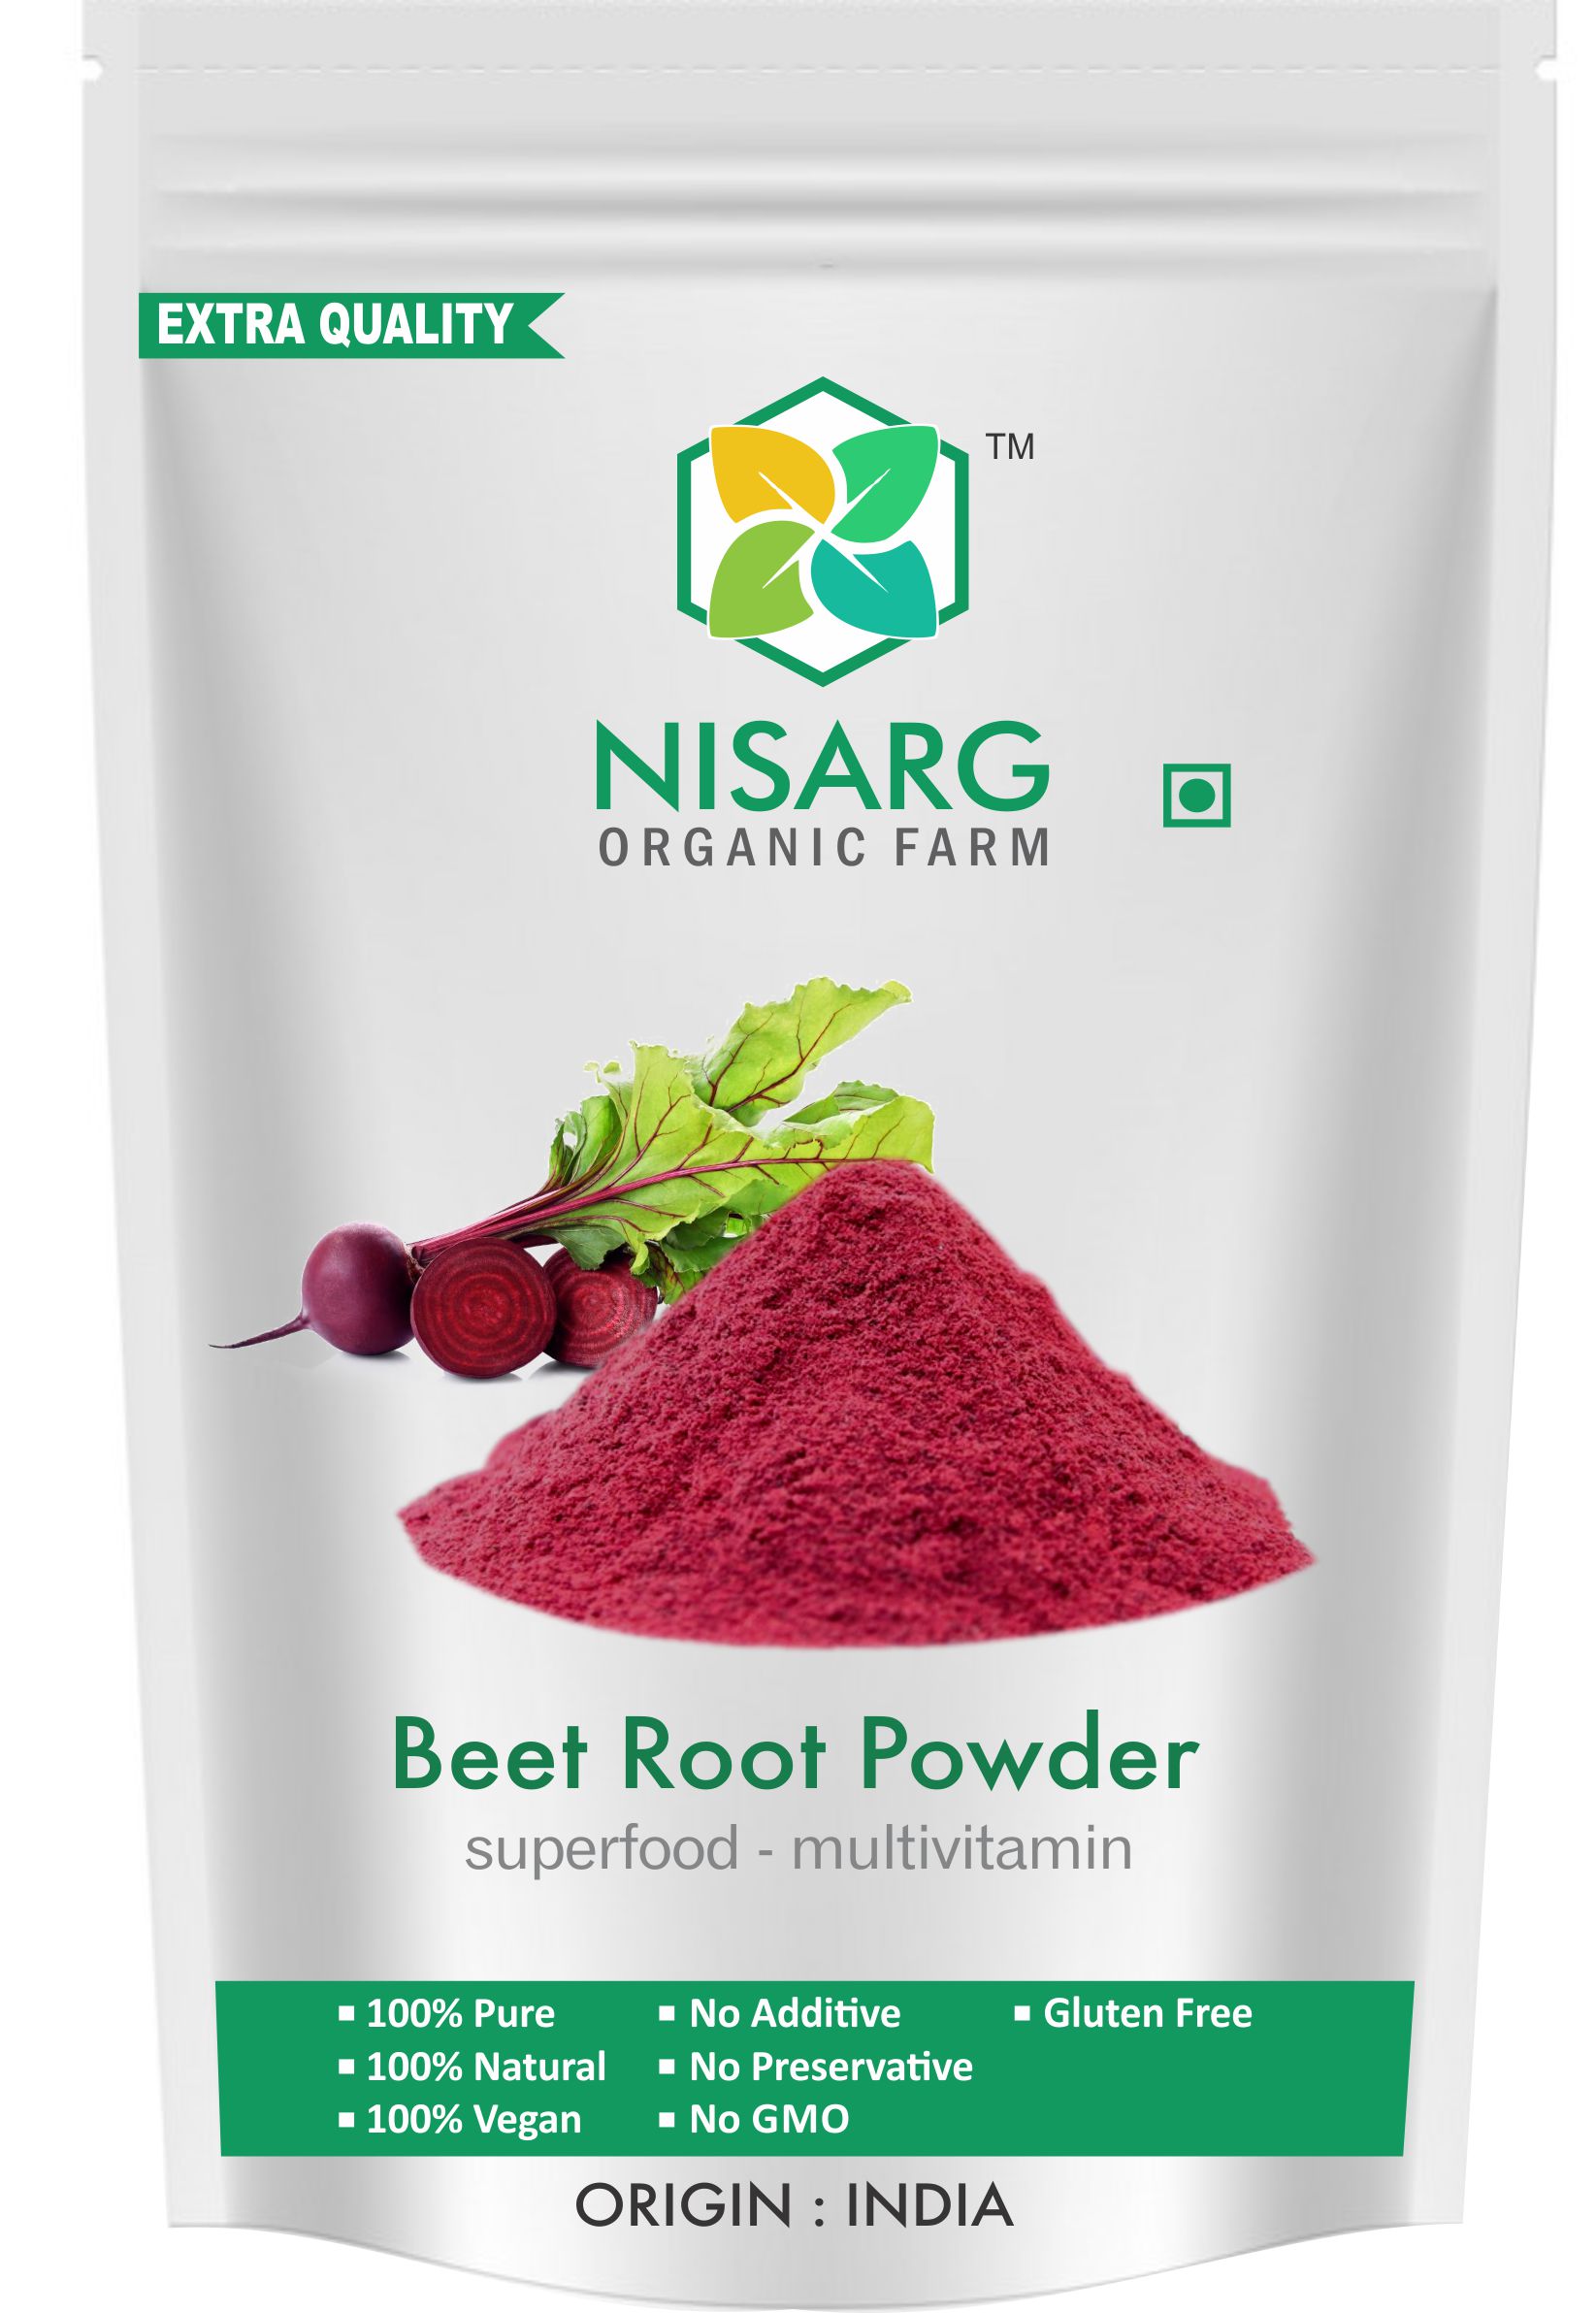 EXTRA QUALITY
TM
NISARG
ORGANIC FARM
Beet Root Powder
superfood - multivitamin
▪ 100% Pure ▪ No Additive ▪ Gluten Free
▪ 100% Natural ▪ No Preservative
▪ 100% Vegan ▪ No GMO
ORIGIN : INDIA